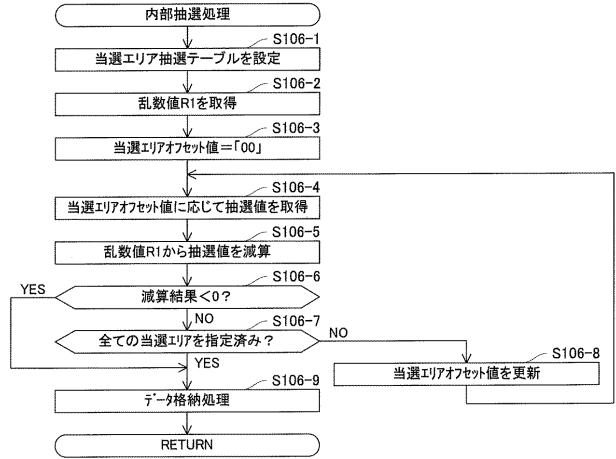 内部抽選処理
S106-1
当選エリア抽選テーブルを設定
S106-2
乱数値R1を取得
S106-3
当選エリアオフセット値=「00」
S106-4
当選エリアオフセット値に応じて抽選値を取得
S106-5
乱数値R1から抽選値を減算
S106-6
YES
減算結果<0?
NO
S106-7
全ての当選エリアを指定済み?
NO
YES
S106-8
当選エリアオフセット値を更新
S106-9
データ格納処理
RETURN